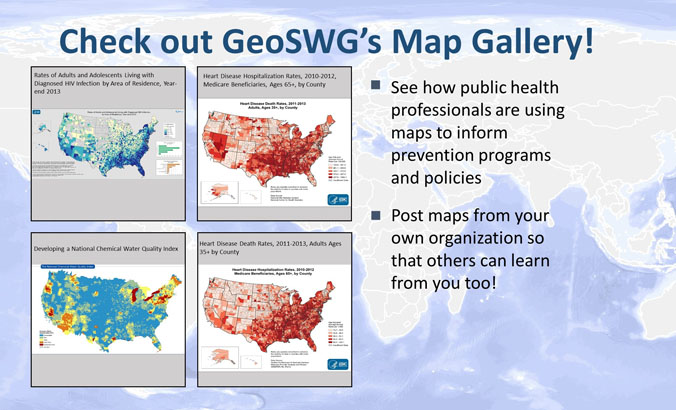 Check out GeoSWG's Map Gallery!
Rates of Adults and Adolescents Living with
Diagnosed HIV Infection by Area of Residence, Year-
end 2013
Heart Disease Hospitalization Rates, 2010-2012,
Medicare Beneficiaries, Ages 65+, by County
Heart Disease Death Rates, 2011-2013
Adults, Ages 35+, by County
Developing a National Chemical Water Quality Index
Heart Disease Death Rates, 2011-2013, Adults Ages
35+ by County
Heart Disease Hospitalization Rates, 2010-2012
Medicare Beneficiaries, Ages 65+, by County
See how public health
professionals are using
maps to inform
prevention programs
and policies
Post maps from your
own organization so
that others can learn
from you too!